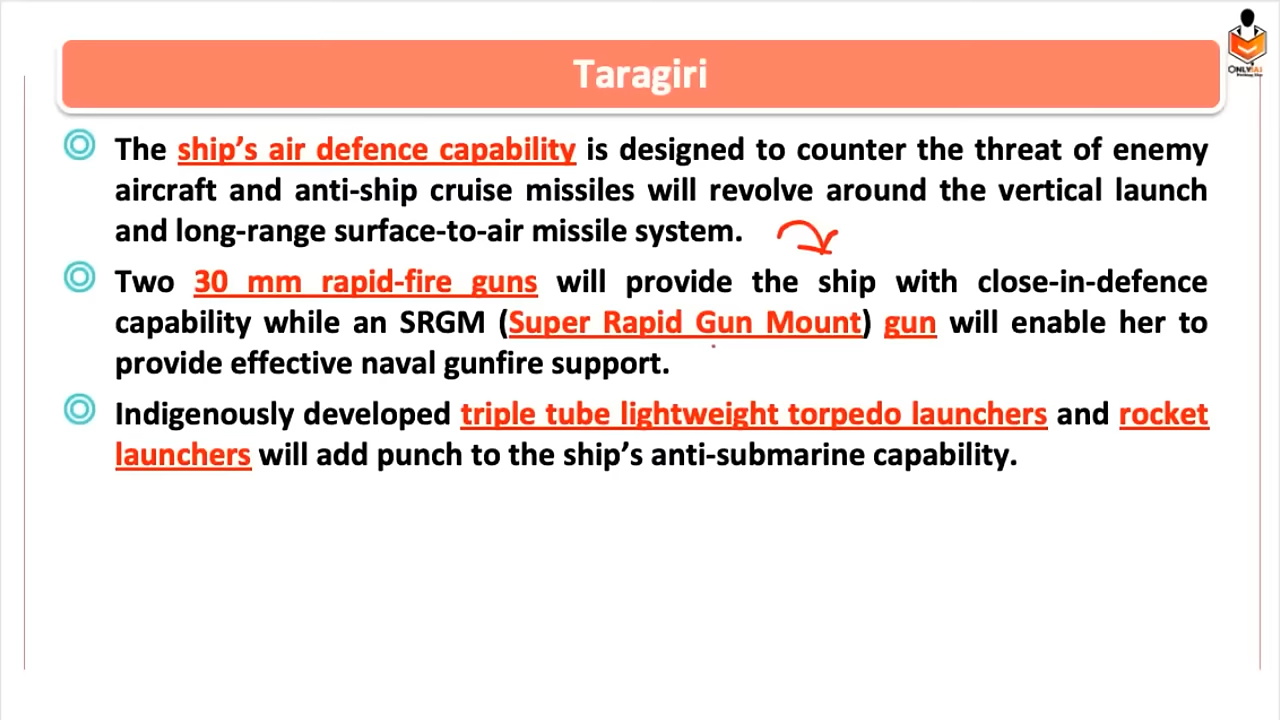 Taragiri
The ship’s air defence capability is designed to counter the threat of enemy
aircraft and anti-ship cruise missiles will revolve around the vertical launch
and long-range surface-to-air missile system.
Two 30 mm rapid-fire guns will provide the ship with close-in-defence
capability while an SRGM (Super Rapid Gun Mount) gun will enable her to
provide effective naval gunfire support.
Indigenously developed triple tube lightweight torpedo launchers and rocket
launchers will add punch to the ship’s anti-submarine capability.